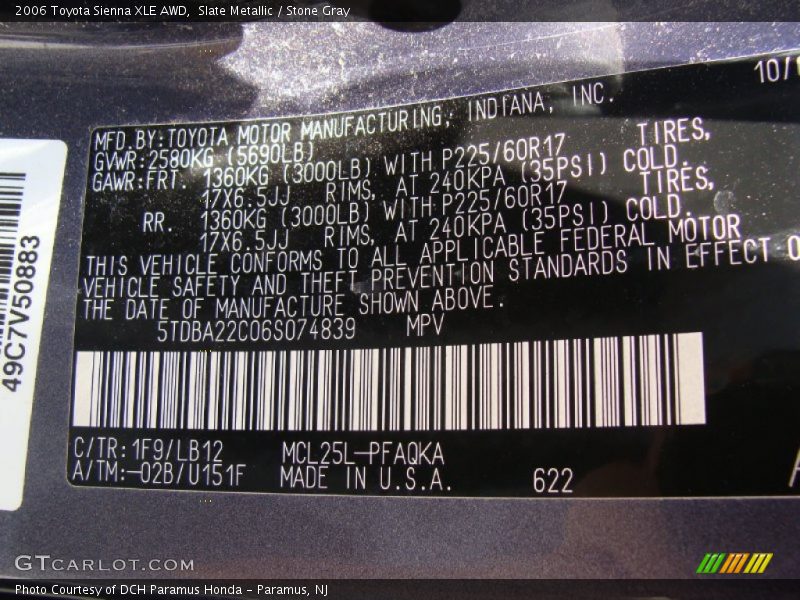 2006 Toyota Sienna XLE AWD,  Slate Metallic / Stone Gray
10/
MFD.BY:TOYOTA MOTOR MANUFACTURING, INDIANA, INC.
GVWR:2580KG (5690LB)
GAWR:FRT. 1360KG (3000LB) WITH P225/60R17 TIRES,
17X6.5JJ RIMS, AT 240KPA (35PSI) COLD.
RR. 1360KG (3000LB) WITH P225/60R17 TIRES,
17X6.5JJ RIMS, AT 240KPA (35PSI) COLD.
THIS VEHICLE CONFORMS TO ALL APPLICABLE FEDERAL MOTOR
VEHICLE SAFETY AND THEFT PREVENTION STANDARDS IN EFFECT O
THE DATE OF MANUFACTURE SHOWN ABOVE.
5TDBA22C06S074839 MPV
C/TR:1F9/LB12 MCL25L-PFAQKA
A/TM:-02B/U151F MADE IN U.S.A. 622
49C7V50883
GTCARLOT.COM
Photo Courtesy of DCH Paramus Honda - Paramus, NJ